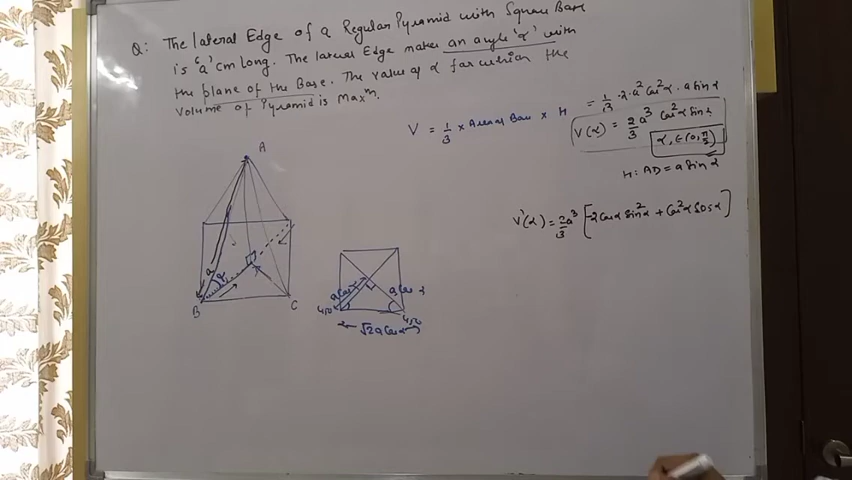 Q: The lateral Edge of a Regular Pyramid with Square Base
is 'a' cm long. The lateral Edge makes an angle 'α' with
the plane of the Base. The value of α for which the
volume of Pyramid is Max^m.
V = 1/3 × Area of Base × H = 1/3 · 2 · a² Cos²α · a Sin α
V(α) = 2/3 a³ Cos²α Sin α
α ∈ (0, π/2)
H: AD = a Sin α
V'(α) = 2/3 a³ [-2 Cos α Sin²α + Cos²α Cos α]
A
a
α
B
C
a Cos α
a Cos α
√2 a Cos α